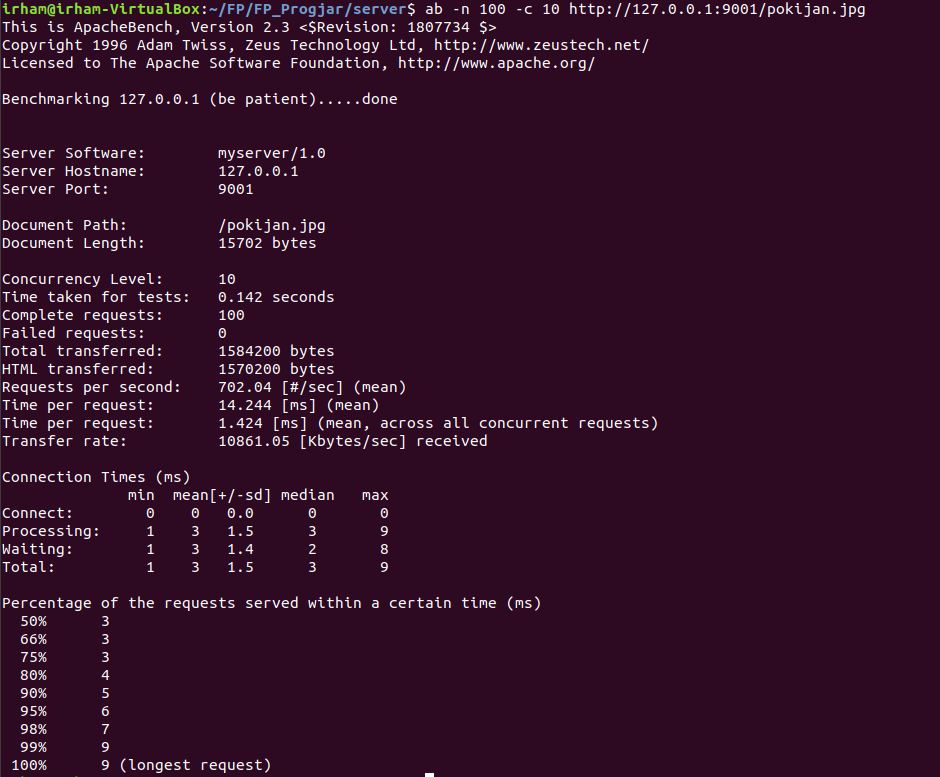 irham@irham-VirtualBox:~/FP/FP_Progjar/server$ ab -n 100 -c 10 http://127.0.0.1:9001/pokijan.jpg
This is ApacheBench, Version 2.3 <$Revision: 1807734 $>
Copyright 1996 Adam Twiss, Zeus Technology Ltd, http://www.zeustech.net/
Licensed to The Apache Software Foundation, http://www.apache.org/

Benchmarking 127.0.0.1 (be patient).....done


Server Software:        myserver/1.0
Server Hostname:        127.0.0.1
Server Port:            9001

Document Path:          /pokijan.jpg
Document Length:        15702 bytes

Concurrency Level:      10
Time taken for tests:   0.142 seconds
Complete requests:      100
Failed requests:        0
Total transferred:      1584200 bytes
HTML transferred:       1570200 bytes
Requests per second:    702.04 [#/sec] (mean)
Time per request:       14.244 [ms] (mean)
Time per request:       1.424 [ms] (mean, across all concurrent requests)
Transfer rate:          10861.05 [Kbytes/sec] received

Connection Times (ms)
              min  mean[+/-sd] median   max
Connect:        0    0   0.0      0       0
Processing:     1    3   1.5      3       9
Waiting:        1    3   1.4      2       8
Total:          1    3   1.5      3       9

Percentage of the requests served within a certain time (ms)
  50%      3
  66%      3
  75%      3
  80%      4
  90%      5
  95%      6
  98%      7
  99%      9
 100%      9 (longest request)